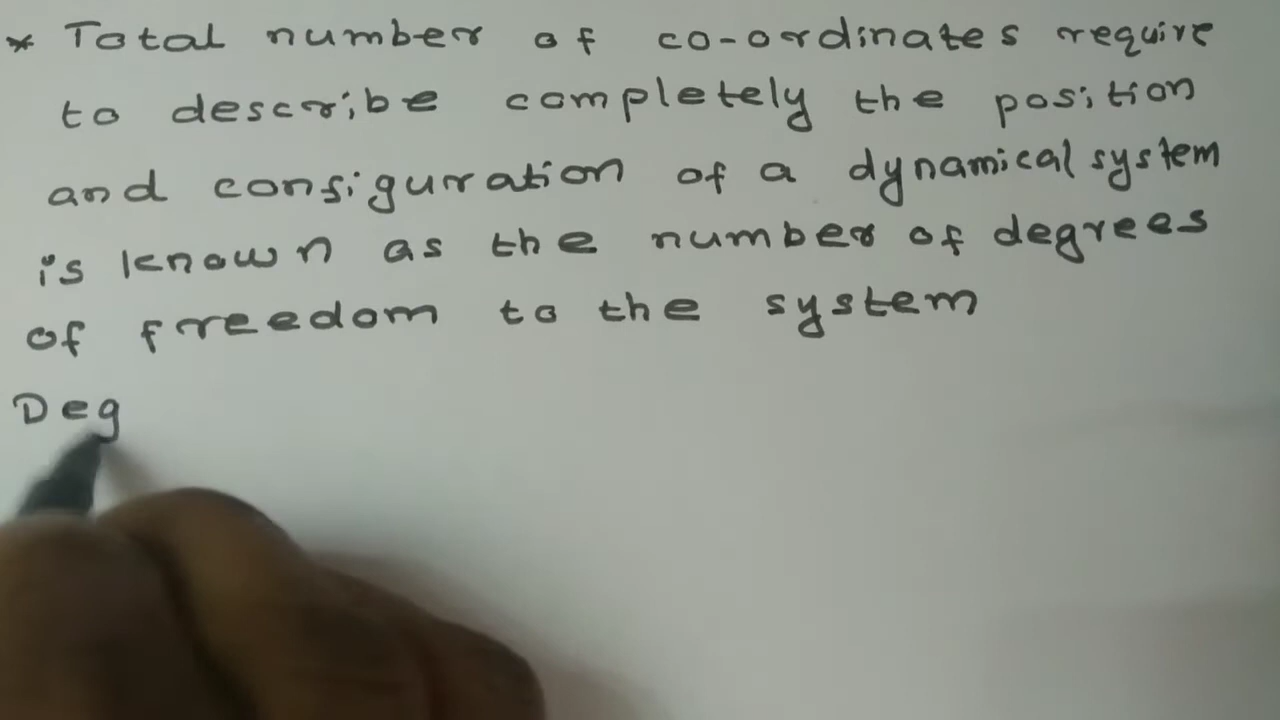 * Total number of co-ordinates require
to describe completely the position
and configuration of a dynamical system
is known as the number of degrees
of freedom to the system
Deg